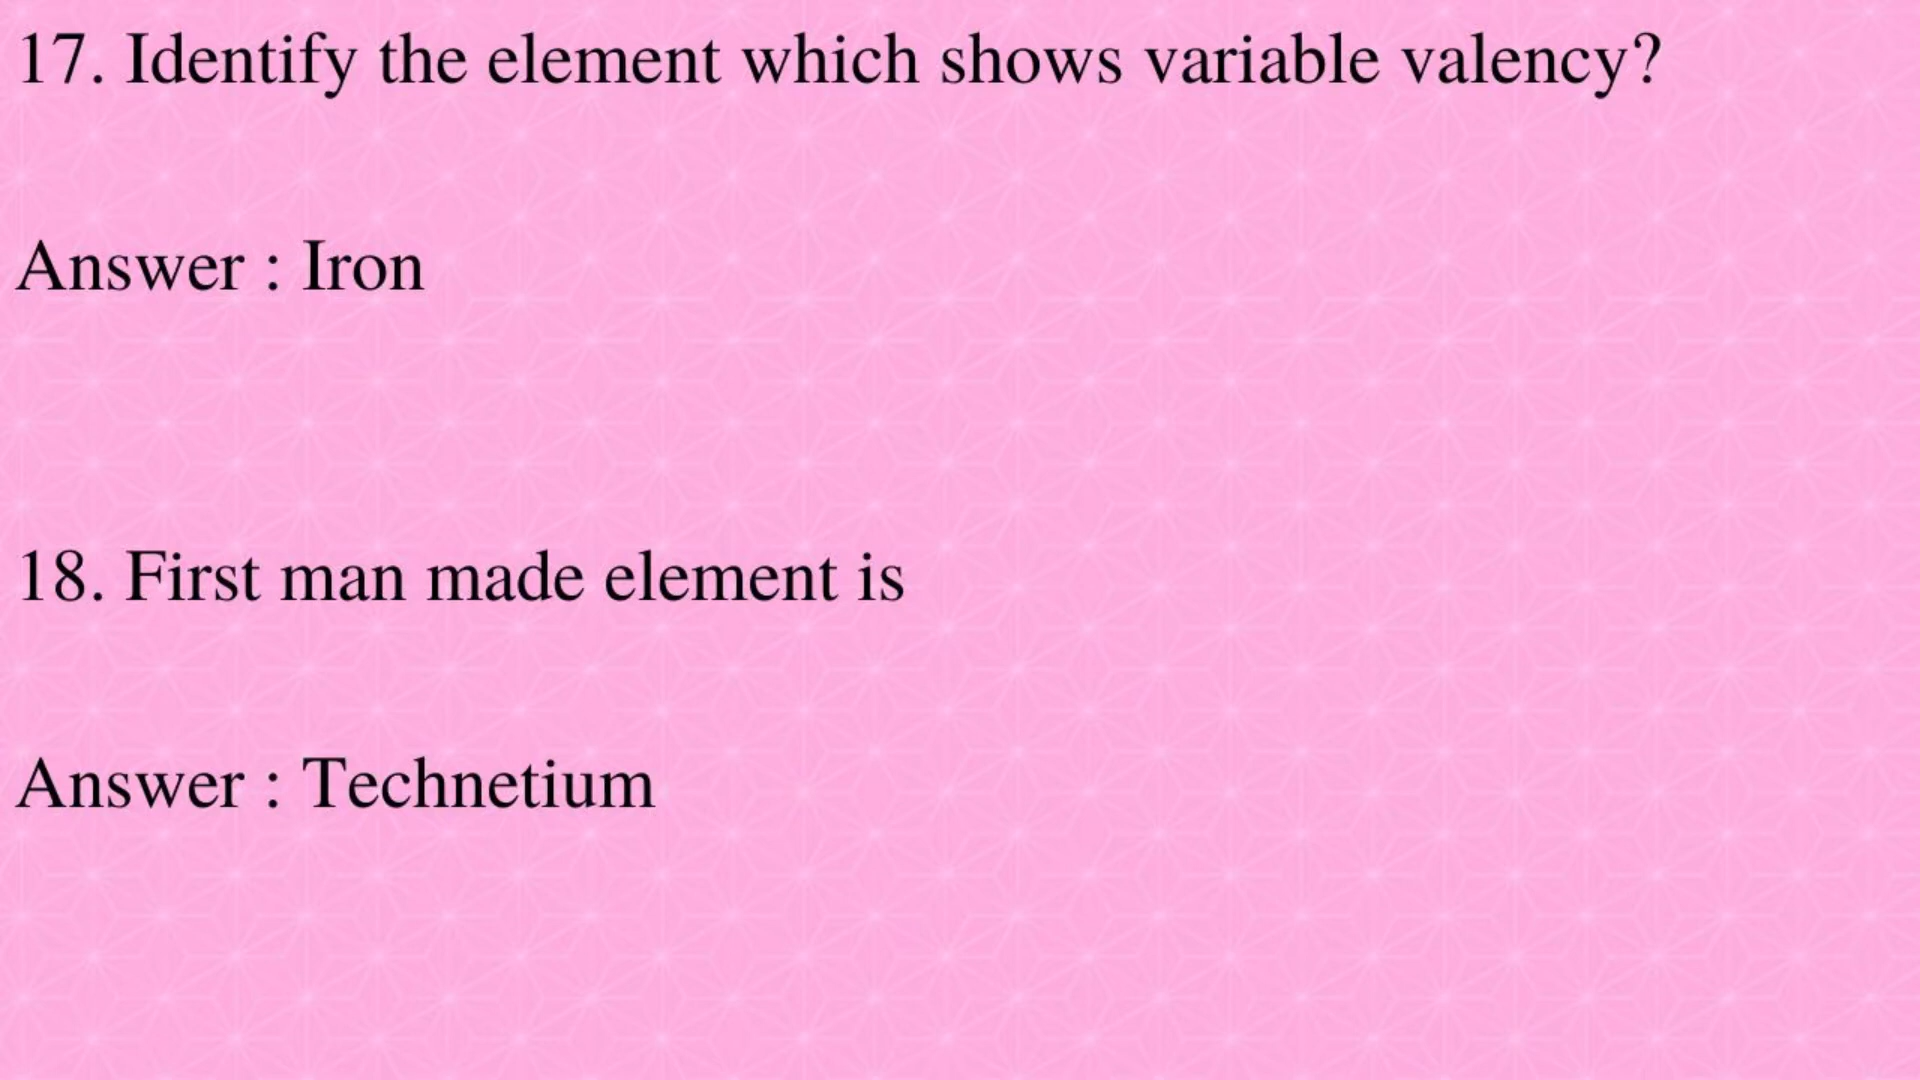 17. Identify the element which shows variable valency?
Answer : Iron
18. First man made element is
Answer : Technetium